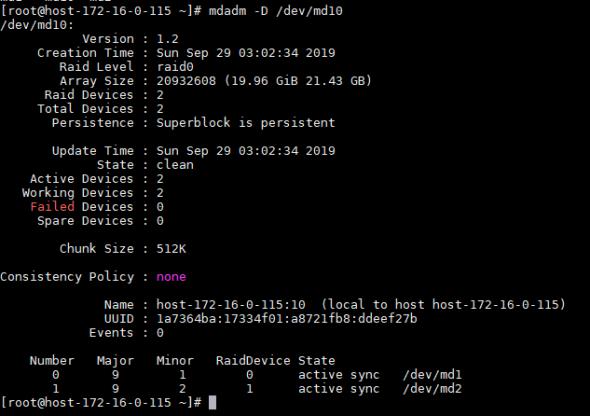 [root@host-172-16-0-115 ~]# mdadm -D /dev/md10
/dev/md10:
Version : 1.2
Creation Time : Sun Sep 29 03:02:34 2019
Raid Level : raid0
Array Size : 20932608 (19.96 GiB 21.43 GB)
Raid Devices : 2
Total Devices : 2
Persistence : Superblock is persistent
Update Time : Sun Sep 29 03:02:34 2019
State : clean
Active Devices : 2
Working Devices : 2
Failed Devices : 0
Spare Devices : 0
Chunk Size : 512K
Consistency Policy : none
Name : host-172-16-0-115:10  (local to host host-172-16-0-115)
UUID : 1a7364ba:17334f01:a8721fb8:ddeef27b
Events : 0
Number   Major   Minor   RaidDevice State
0       9        1        0      active sync   /dev/md1
1       9        2        1      active sync   /dev/md2
[root@host-172-16-0-115 ~]#